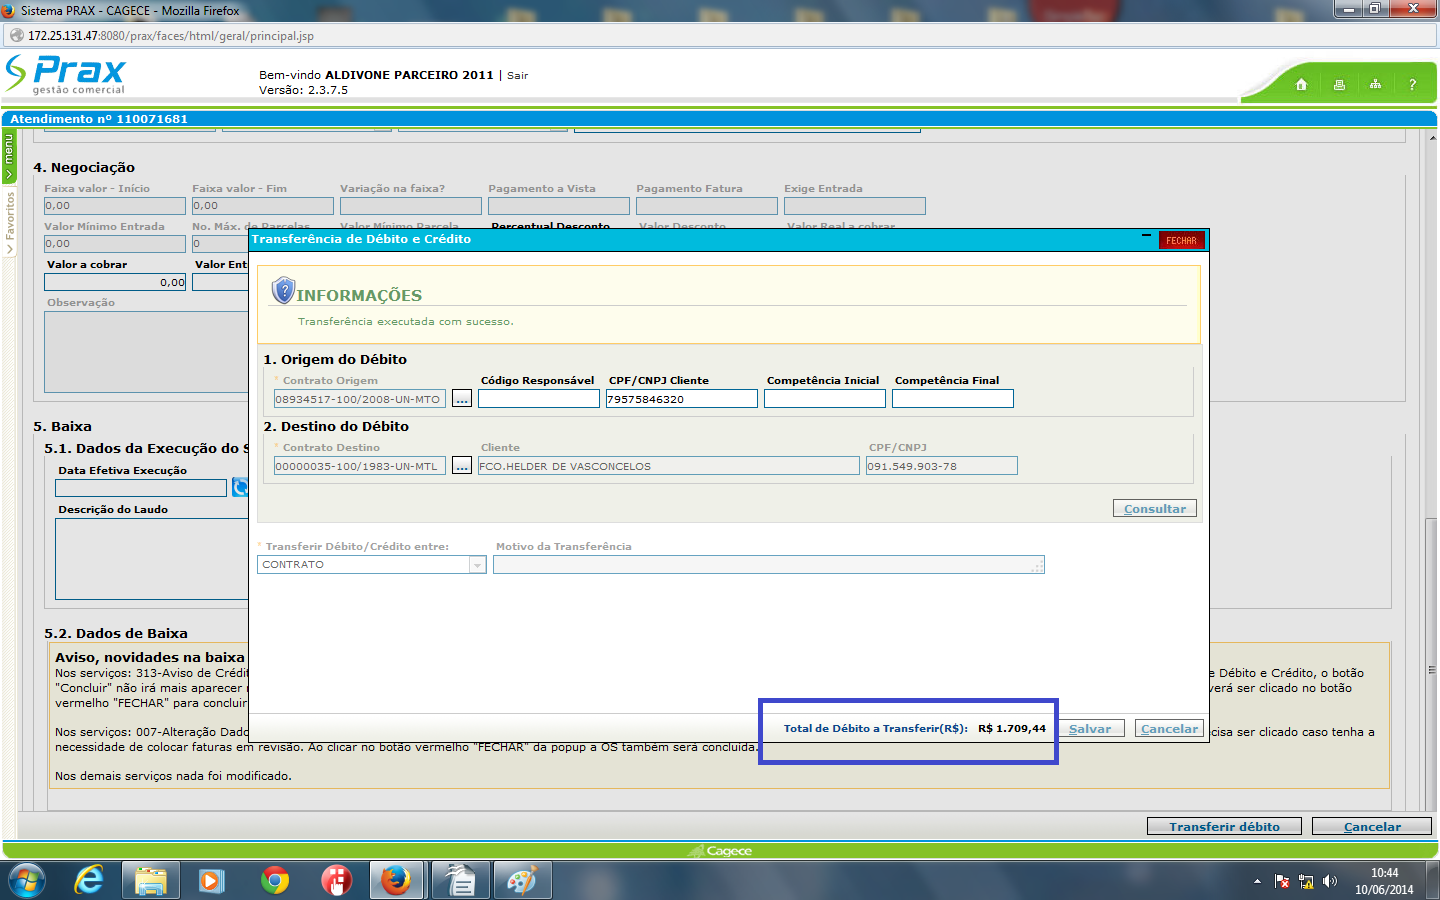 Sistema PRAX - CAGECE - Mozilla Firefox
172.25.131.47:8080/prax/faces/html/geral/principal.jsp
Prax
gestão comercial
Bem-vindo ALDIVONE PARCEIRO 2011 | Sair
Versão: 2.3.7.5
?
Atendimento nº 110071681
menu
Favoritos
4. Negociação
Faixa valor - Início Faixa valor - Fim Variação na faixa? Pagamento a Vista Pagamento Fatura Exige Entrada
0,00 0,00
Valor Mínimo Entrada No. Máx. de Parcelas Valor Mínimo Parcela Percentual Desconto Valor Desconto Valor Real a cobrar
0,00 0
Valor a cobrar Valor Ent
0,00
Observação
Transferência de Débito e Crédito
FECHAR
INFORMAÇÕES
Transferência executada com sucesso.
1. Origem do Débito
* Contrato Origem Código Responsável CPF/CNPJ Cliente Competência Inicial Competência Final
08934517-100/2008-UN-MTO ... 79575846320
2. Destino do Débito
* Contrato Destino Cliente CPF/CNPJ
00000035-100/1983-UN-MTL ... FCO.HELDER DE VASCONCELOS 091.549.903-78
Consultar
* Transferir Débito/Crédito entre: Motivo da Transferência
CONTRATO
Total de Débito a Transferir(R$): R$ 1.709,44 Salvar Cancelar
5. Baixa
5.1. Dados da Execução do S
Data Efetiva Execução
Descrição do Laudo
5.2. Dados de Baixa
Aviso, novidades na baixa
Nos serviços: 313-Aviso de Crédit e Débito e Crédito, o botão
"Concluir" não irá mais aparecer verá ser clicado no botão
vermelho "FECHAR" para concluir
Nos serviços: 007-Alteração Dado cisa ser clicado caso tenha a
necessidade de colocar faturas em revisão. Ao clicar no botão vermelho "FECHAR" da popup a OS também será concluída.
Nos demais serviços nada foi modificado.
Transferir débito Cancelar
Cagece
10:44
10/06/2014